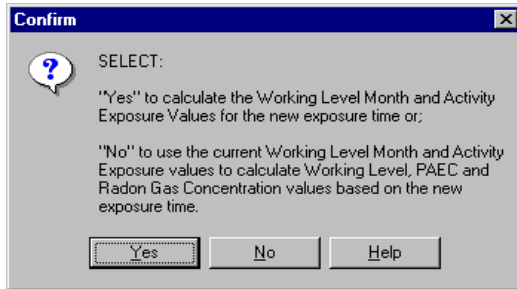 Confirm
SELECT:
"Yes" to calculate the Working Level Month and Activity
Exposure Values for the new exposure time or;
"No" to use the current Working Level Month and Activity
Exposure values to calculate Working Level, PAEC and
Radon Gas Concentration values based on the new
exposure time.
Yes No Help